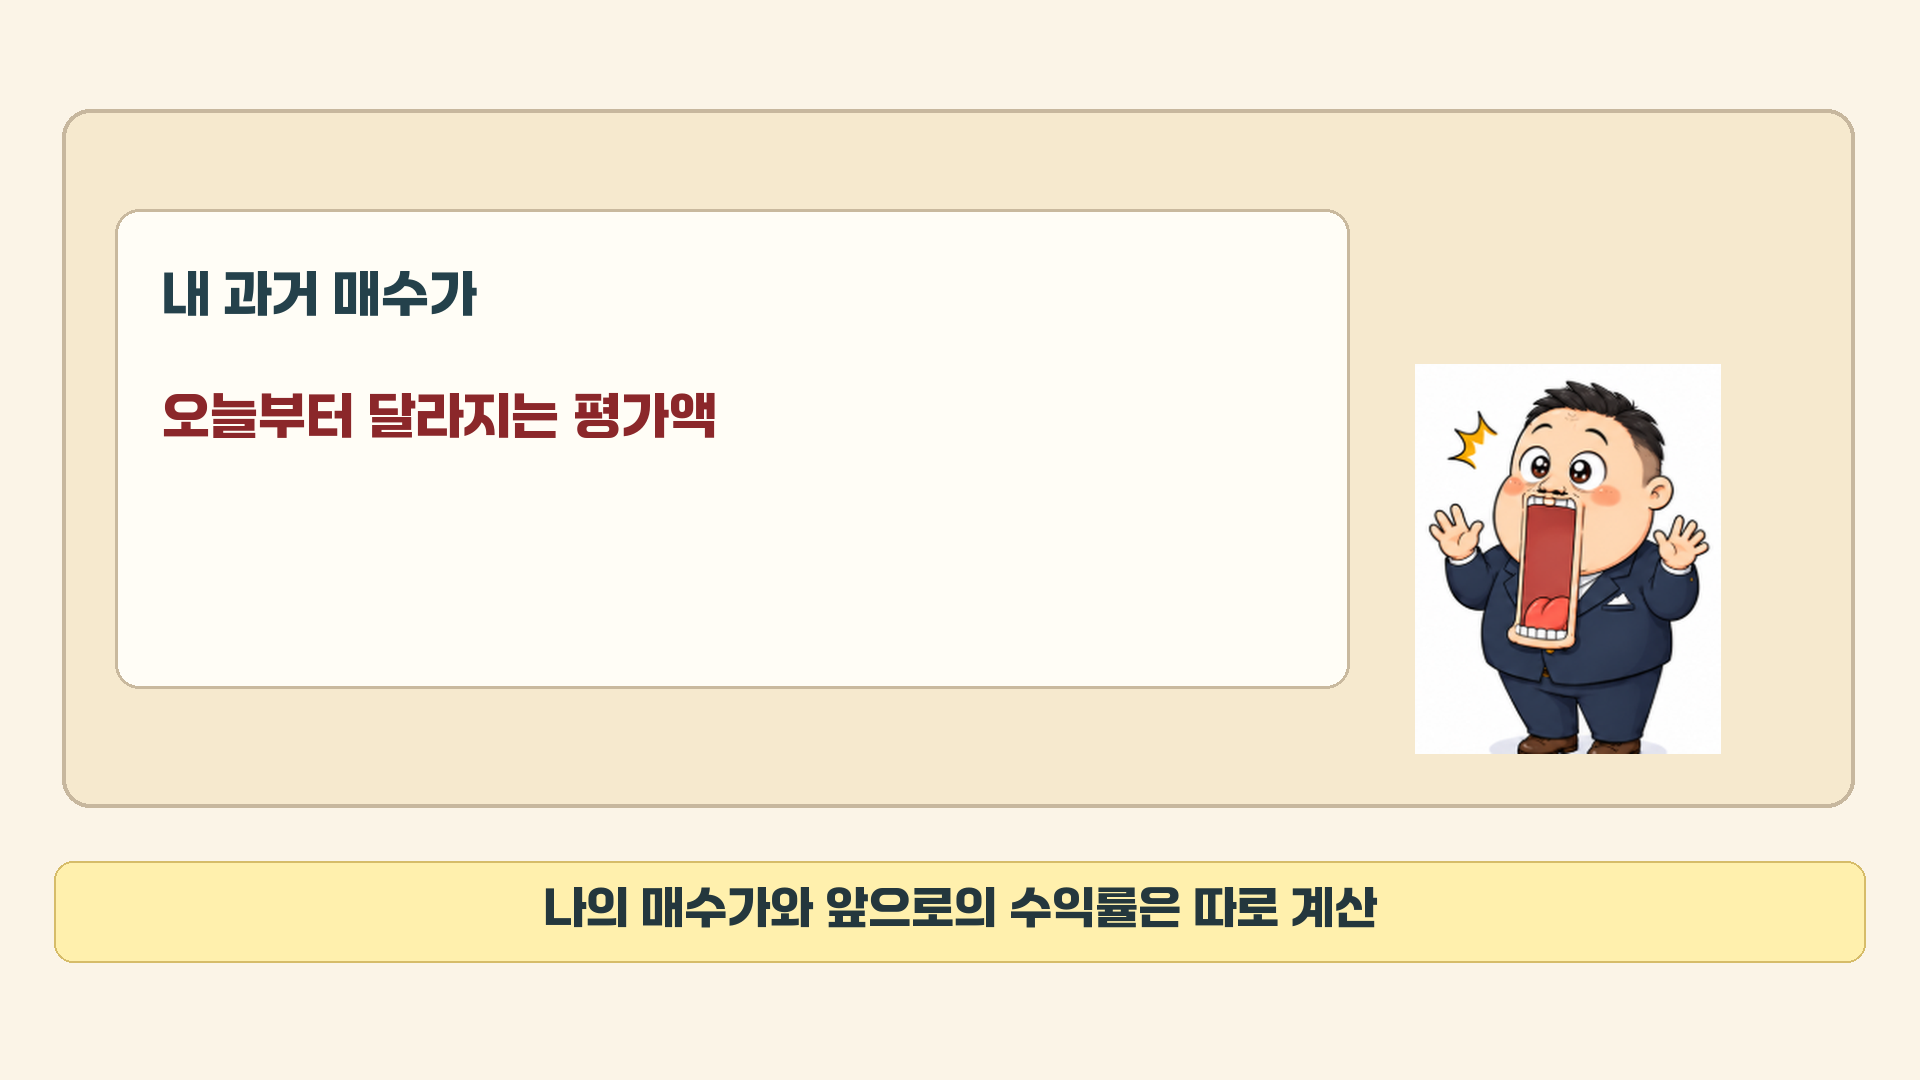 내 과거 매수가
오늘부터 달라지는 평가액
나의 매수가와 앞으로의 수익률은 따로 계산